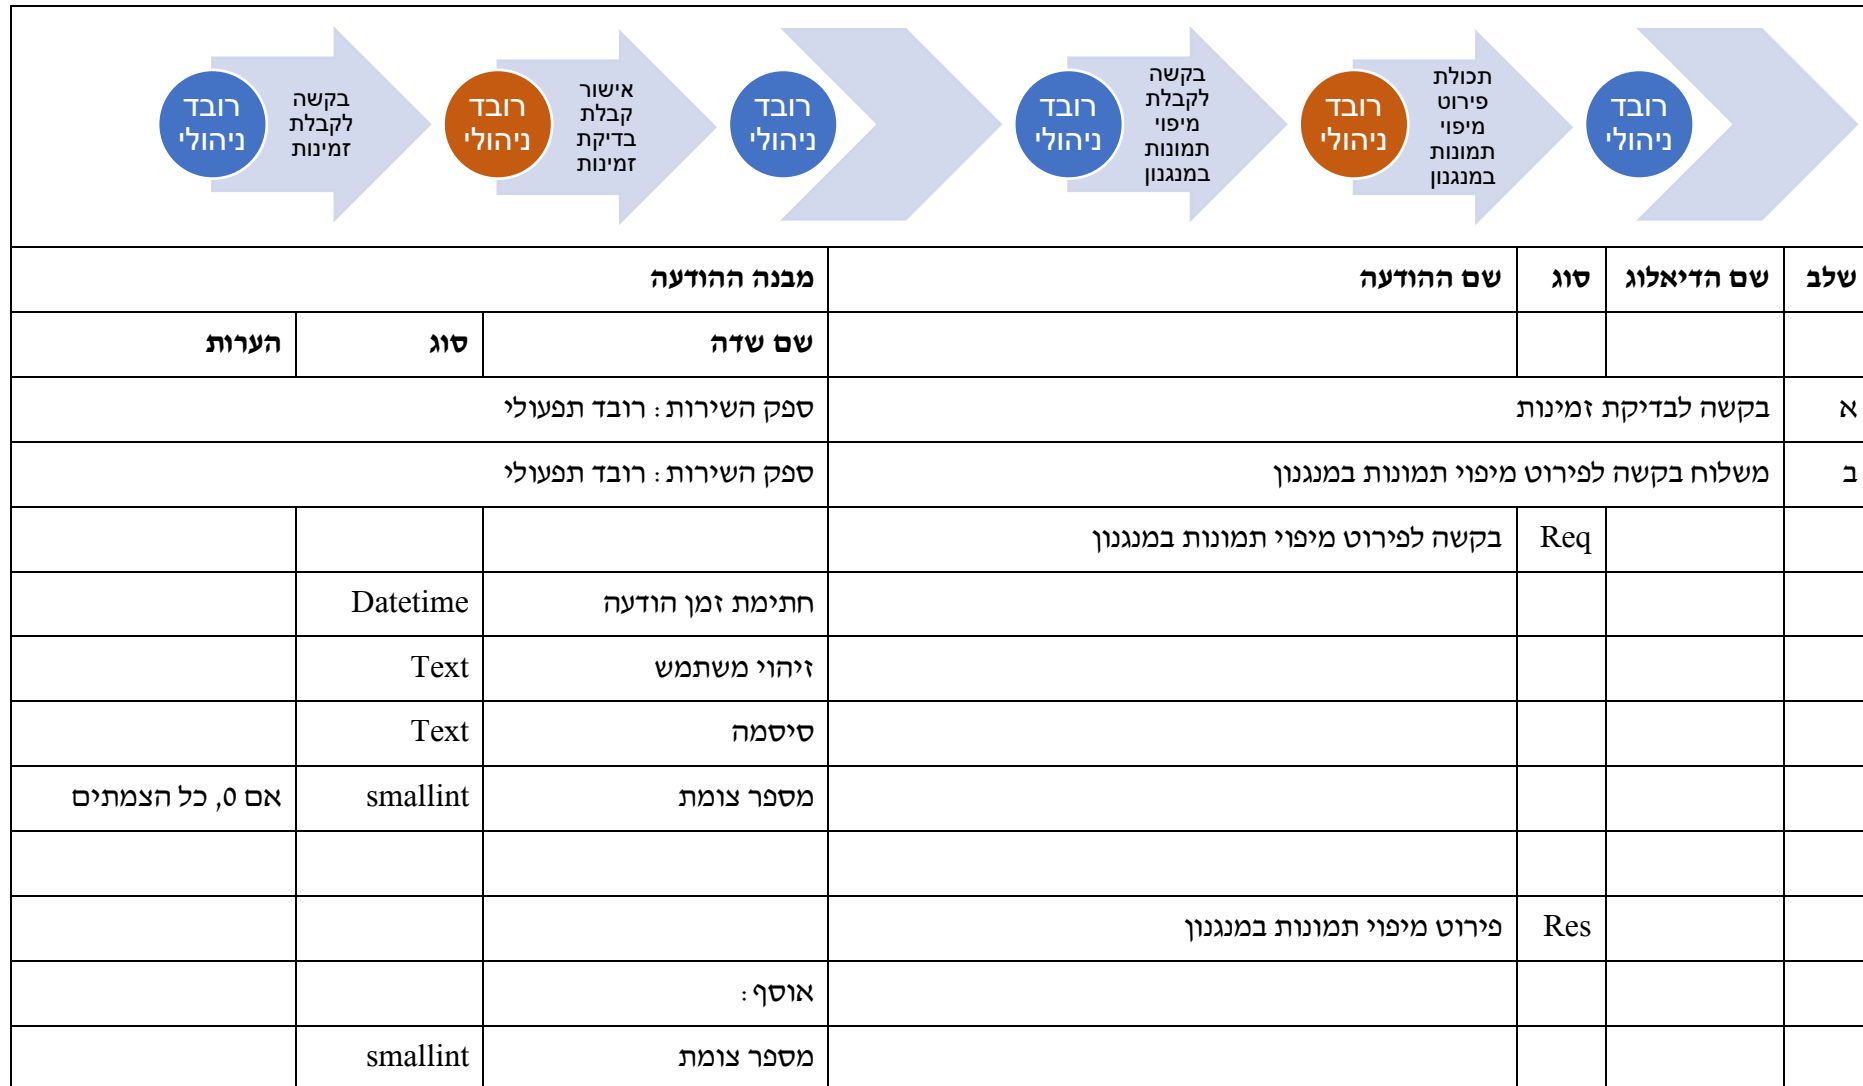 רובד
ניהולי
בקשה
לקבלת
זמינות
רובד
ניהולי
אישור
קבלת
בדיקת
זמינות
רובד
ניהולי
רובד
ניהולי
בקשה
לקבלת
מיפוי
תמונות
במנגנון
רובד
ניהולי
תכולת
פירוט
מיפוי
תמונות
במנגנון
רובד
ניהולי
שלב שם הדיאלוג סוג שם ההודעה מבנה ההודעה
שם שדה סוג הערות
א בקשה לבדיקת זמינות ספק השירות: רובד תפעולי
ב משלוח בקשה לפירוט מיפוי תמונות במנגנון ספק השירות: רובד תפעולי
Req בקשה לפירוט מיפוי תמונות במנגנון
חתימת זמן הודעה Datetime
זיהוי משתמש Text
סיסמה Text
מספר צומת smallint אם 0, כל הצמתים
Res פירוט מיפוי תמונות במנגנון
אוסף:
מספר צומת smallint